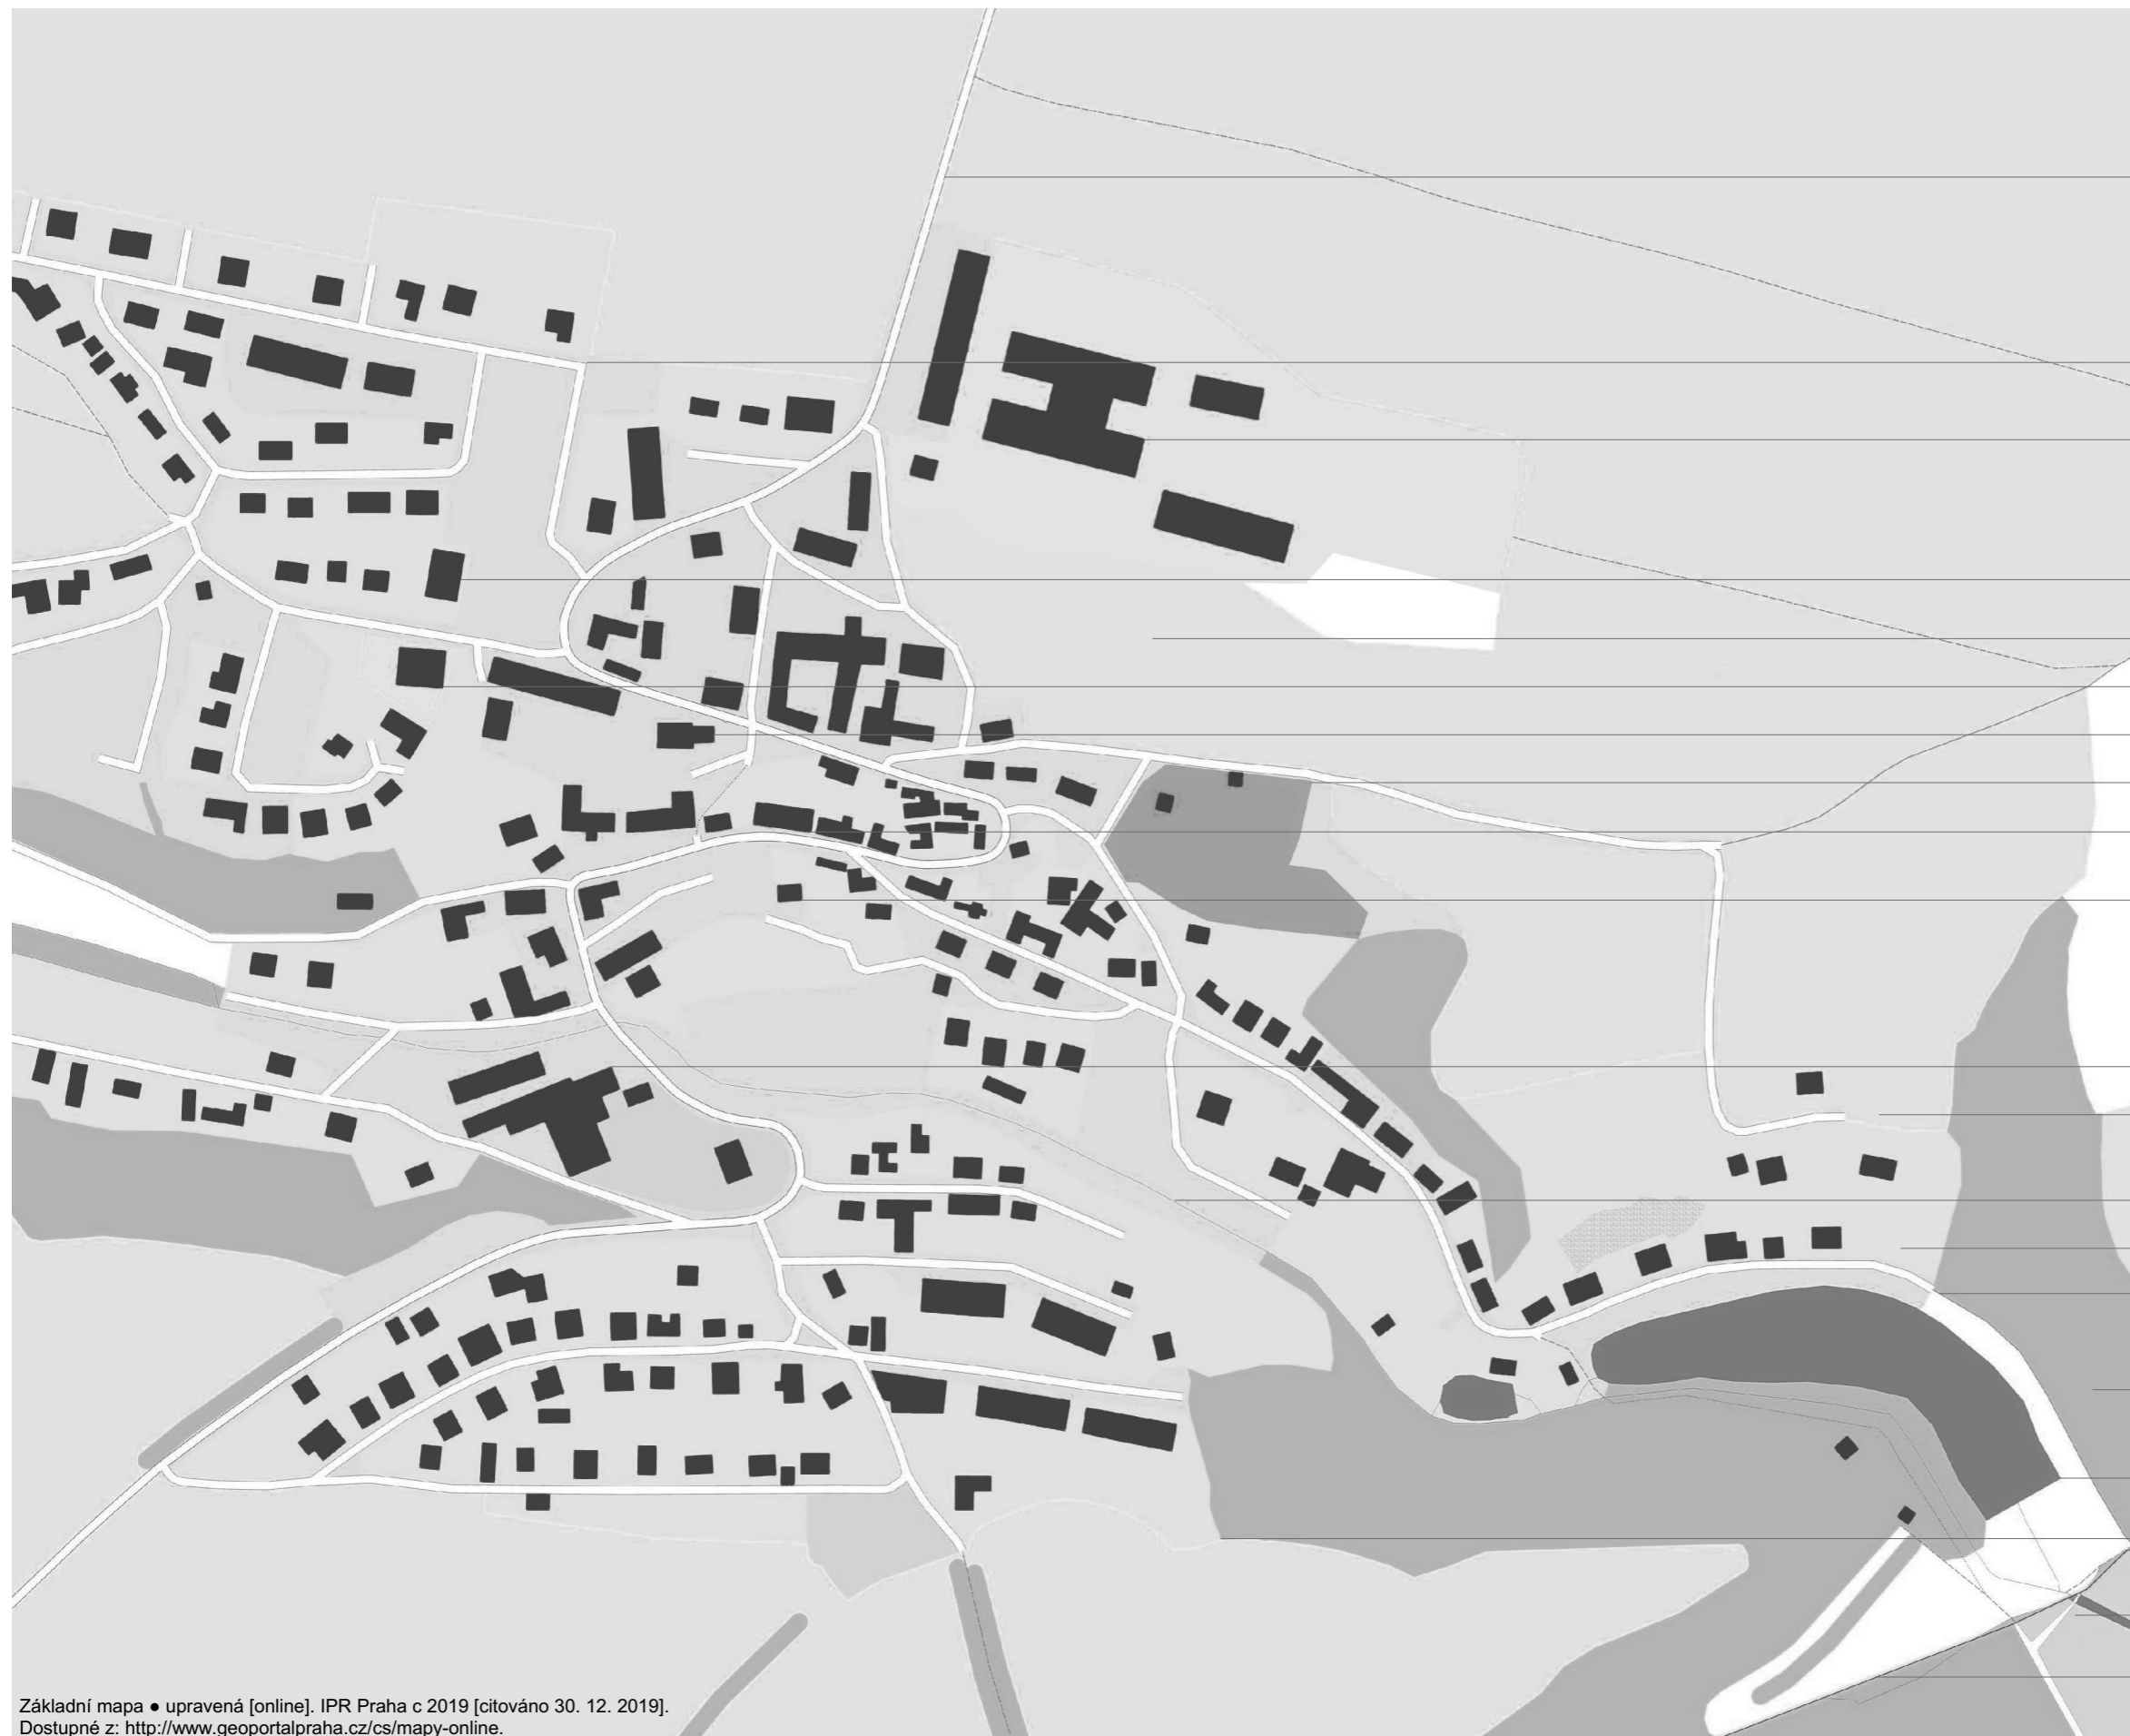 Základní mapa ● upravená [online]. IPR Praha c 2019 [citováno 30. 12. 2019].
Dostupné z: http://www.geoportalpraha.cz/cs/mapy-online.